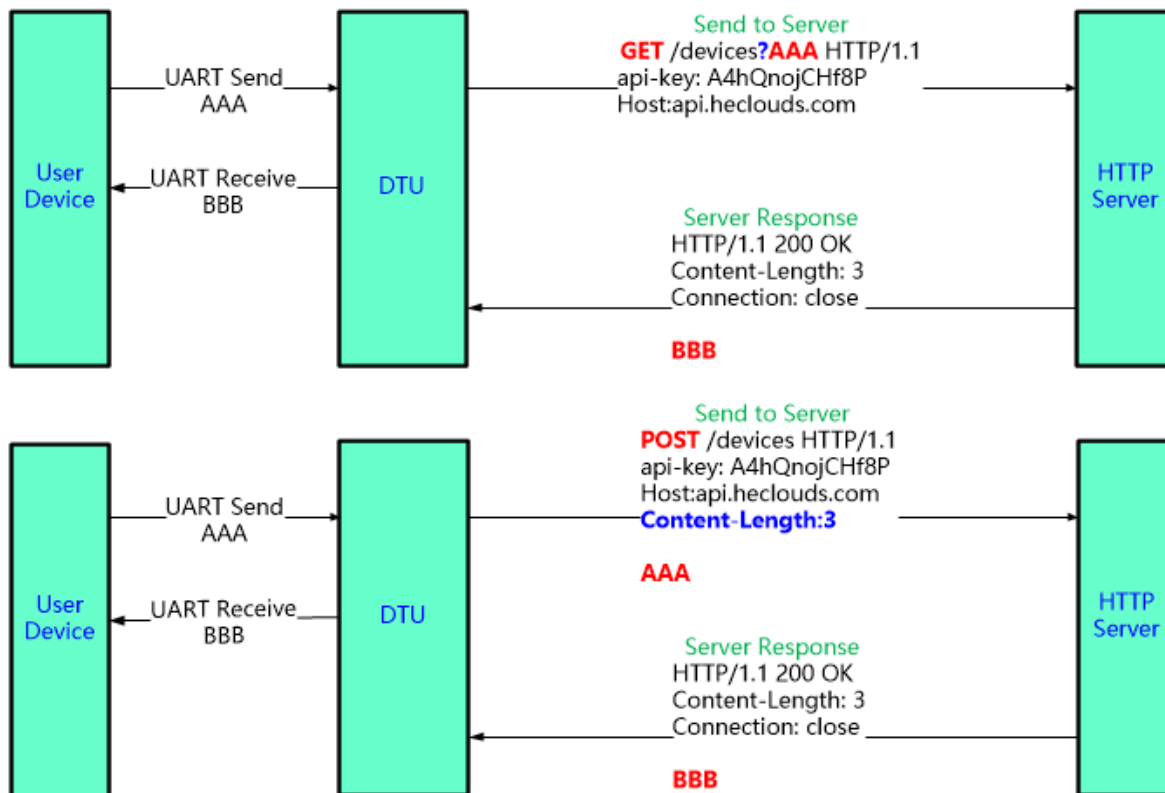 Send to Server
GET /devices?AAA HTTP/1.1
api-key: A4hQnojCHf8P
Host:api.heclouds.com
UART Send
AAA
User
Device
UART Receive
BBB
DTU
HTTP
Server
Server Response
HTTP/1.1 200 OK
Content-Length: 3
Connection: close
BBB
Send to Server
POST /devices HTTP/1.1
api-key: A4hQnojCHf8P
Host:api.heclouds.com
Content-Length:3
AAA
UART Send
AAA
User
Device
UART Receive
BBB
DTU
HTTP
Server
Server Response
HTTP/1.1 200 OK
Content-Length: 3
Connection: close
BBB